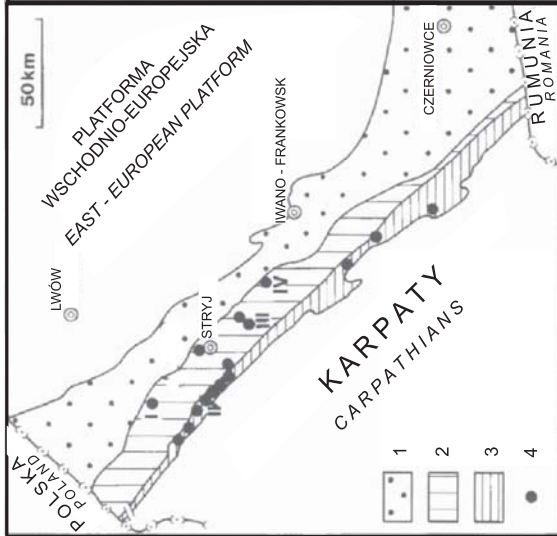 50 km
PLATFORMA
WSCHODNIO-EUROPEJSKA
EAST - EUROPEAN PLATFORM
LWÓW
IWANO - FRANKOWSK
CZERNIOWCE
RUMUNIA
ROMANIA
STRYJ
POLSKA
POLAND
I
III
IV
KARPATY
CARPATHIANS
1
2
3
4